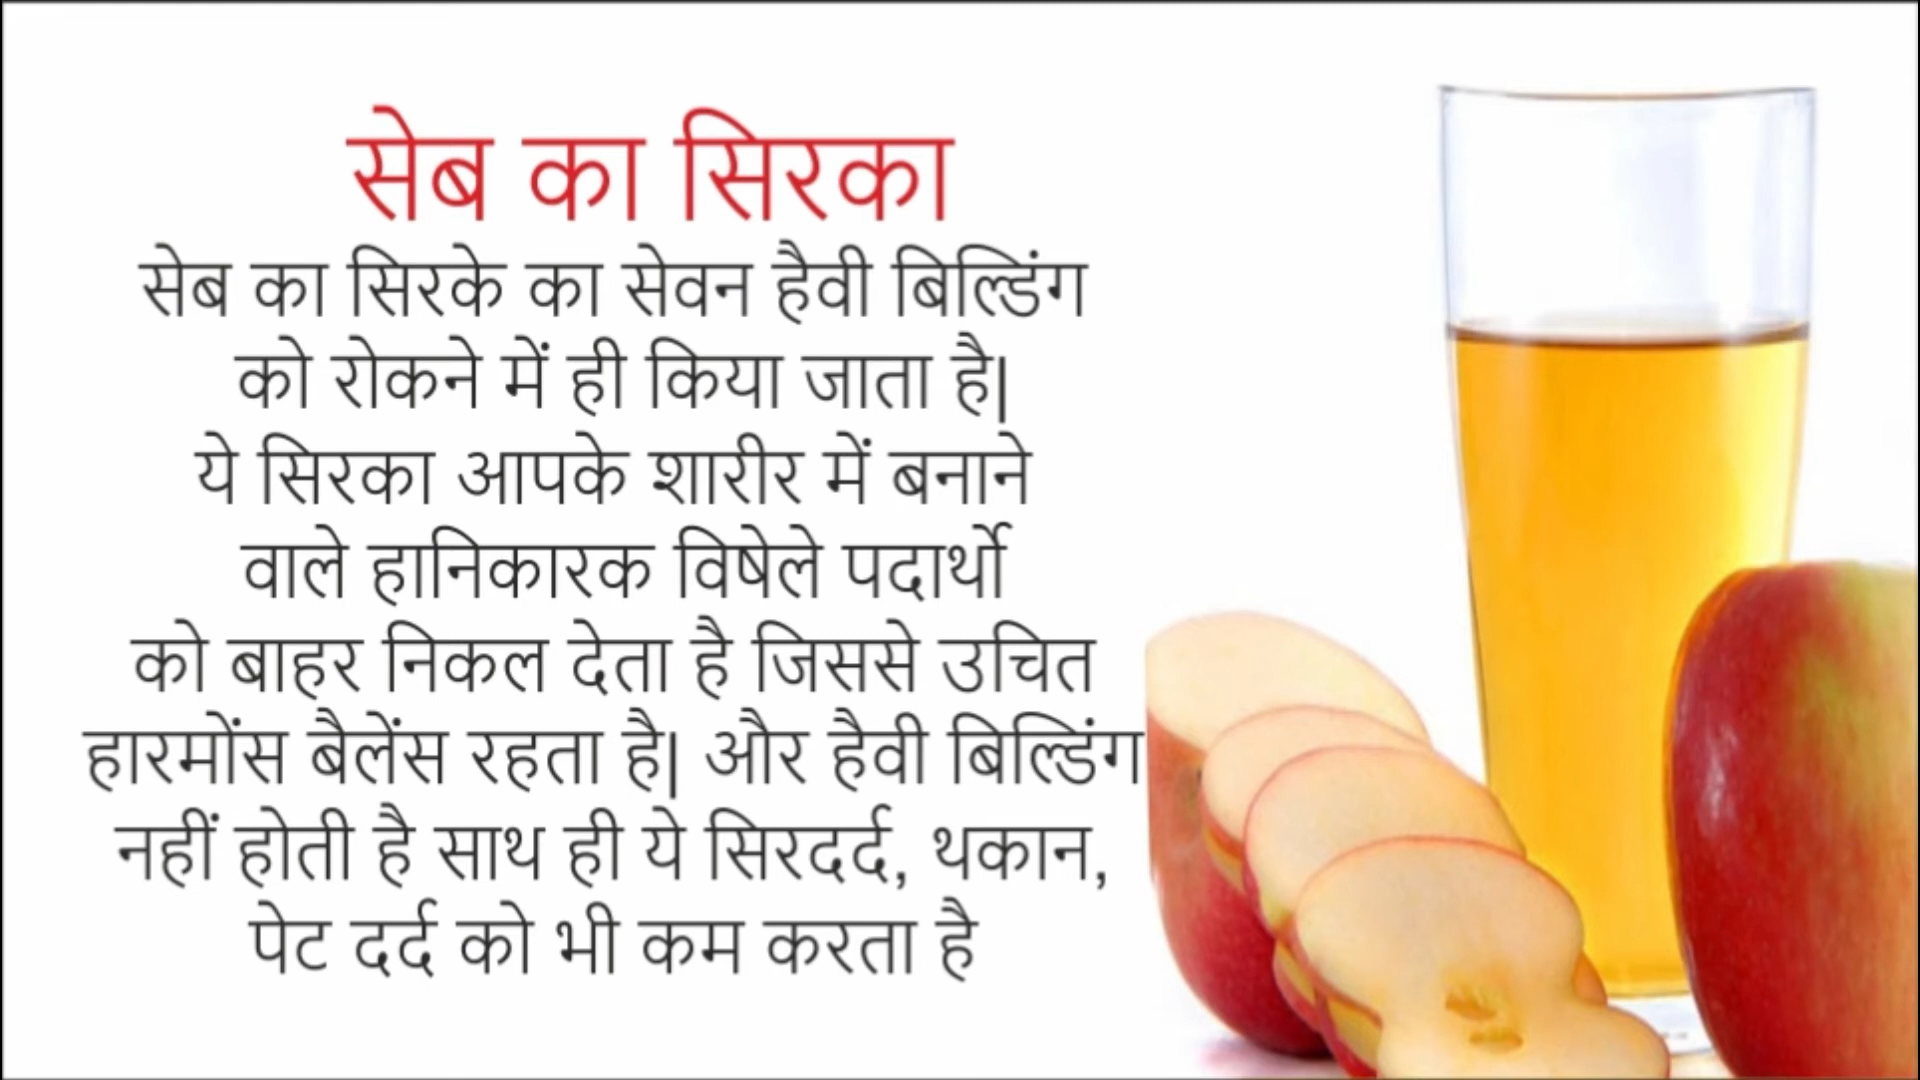 सेब का सिरका
सेब का सिरके का सेवन हैवी बिल्डिंग
को रोकने में ही किया जाता है|
ये सिरका आपके शारीर में बनाने
वाले हानिकारक विषेले पदार्थो
को बाहर निकल देता है जिससे उचित
हारमोंस बैलेंस रहता है| और हैवी बिल्डिंग
नहीं होती है साथ ही ये सिरदर्द, थकान,
पेट दर्द को भी कम करता है